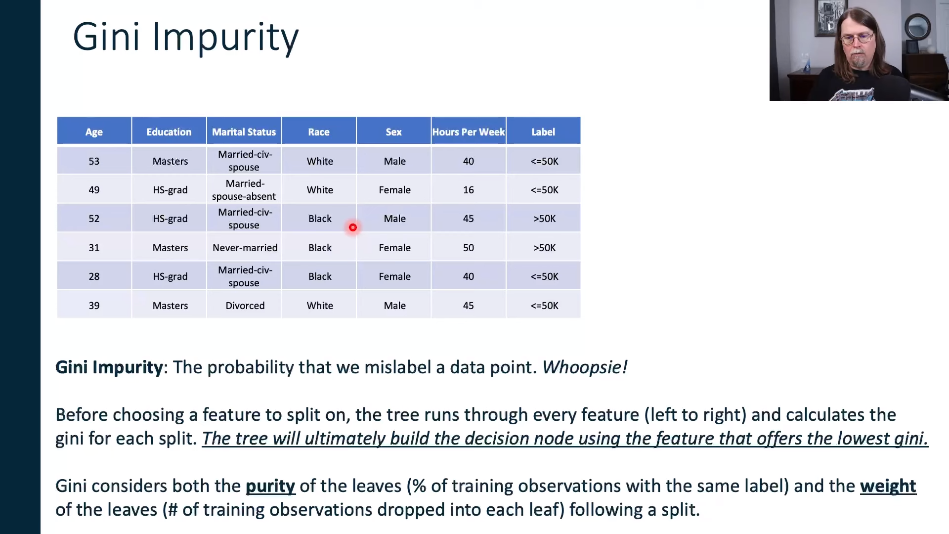 Gini Impurity
Age Education Marital Status Race Sex Hours Per Week Label
53 Masters Married-civ-spouse White Male 40 <=50K
49 HS-grad Married-spouse-absent White Female 16 <=50K
52 HS-grad Married-civ-spouse Black Male 45 >50K
31 Masters Never-married Black Female 50 >50K
28 HS-grad Married-civ-spouse Black Female 40 <=50K
39 Masters Divorced White Male 45 <=50K
Gini Impurity: The probability that we mislabel a data point. Whoopsie!
Before choosing a feature to split on, the tree runs through every feature (left to right) and calculates the
gini for each split. The tree will ultimately build the decision node using the feature that offers the lowest gini.
Gini considers both the purity of the leaves (% of training observations with the same label) and the weight
of the leaves (# of training observations dropped into each leaf) following a split.